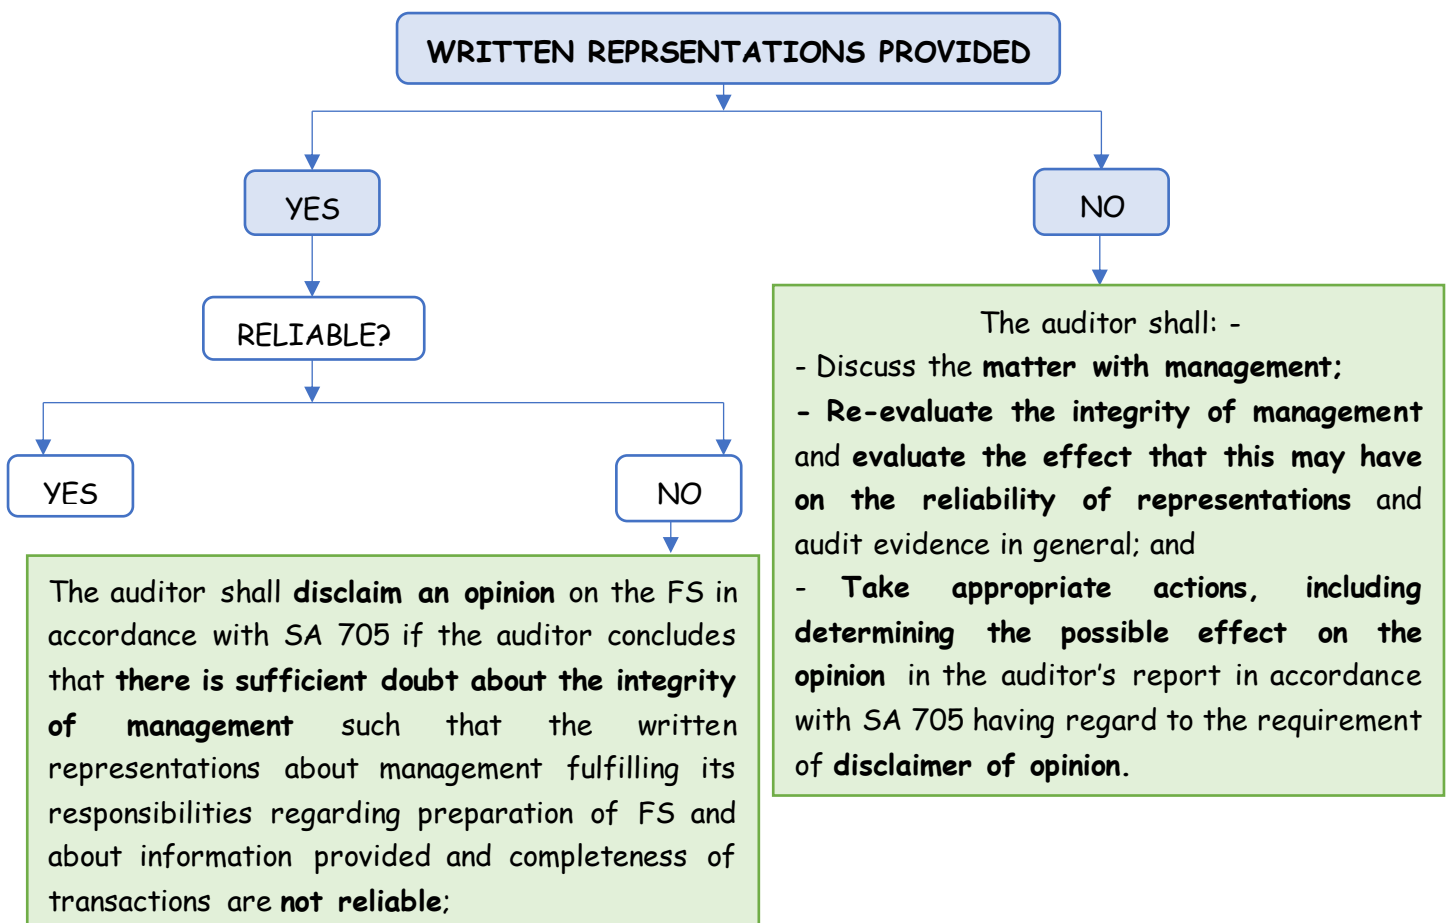 WRITTEN REPRSENTATIONS PROVIDED
YES
NO
RELIABLE?
YES
NO
The auditor shall: -
- Discuss the matter with management;
- Re-evaluate the integrity of management
and evaluate the effect that this may have
on the reliability of representations and
audit evidence in general; and
- Take appropriate actions, including
determining the possible effect on the
opinion in the auditor’s report in accordance
with SA 705 having regard to the requirement
of disclaimer of opinion.
The auditor shall disclaim an opinion on the FS in
accordance with SA 705 if the auditor concludes
that there is sufficient doubt about the integrity
of management such that the written
representations about management fulfilling its
responsibilities regarding preparation of FS and
about information provided and completeness of
transactions are not reliable;